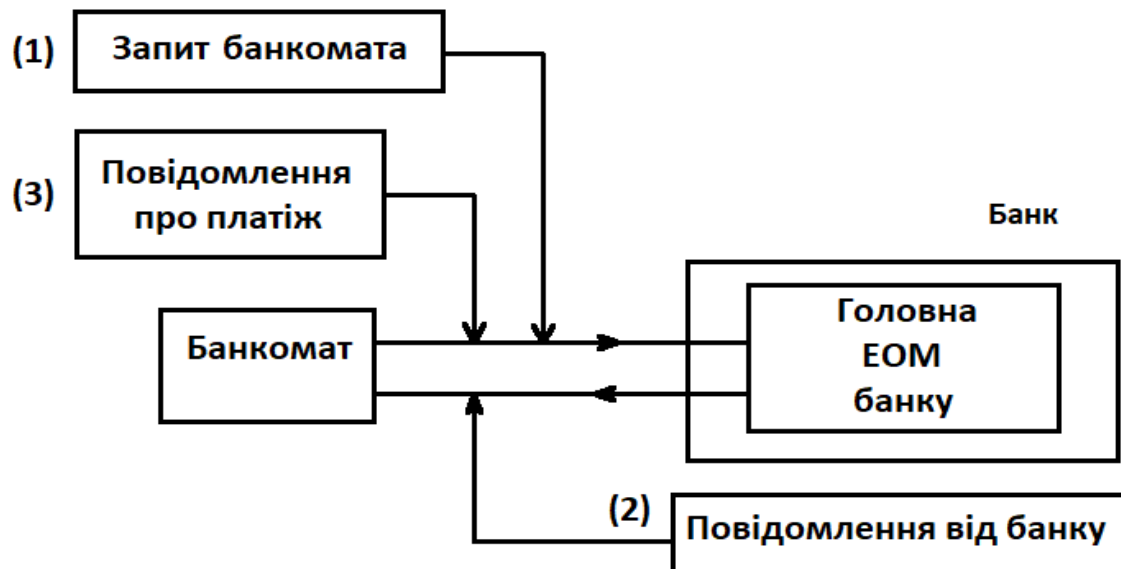 (1) Запит банкомата
(3) Повідомлення
про платіж
Банк
Банкомат
Головна
ЕОМ
банку
(2) Повідомлення від банку